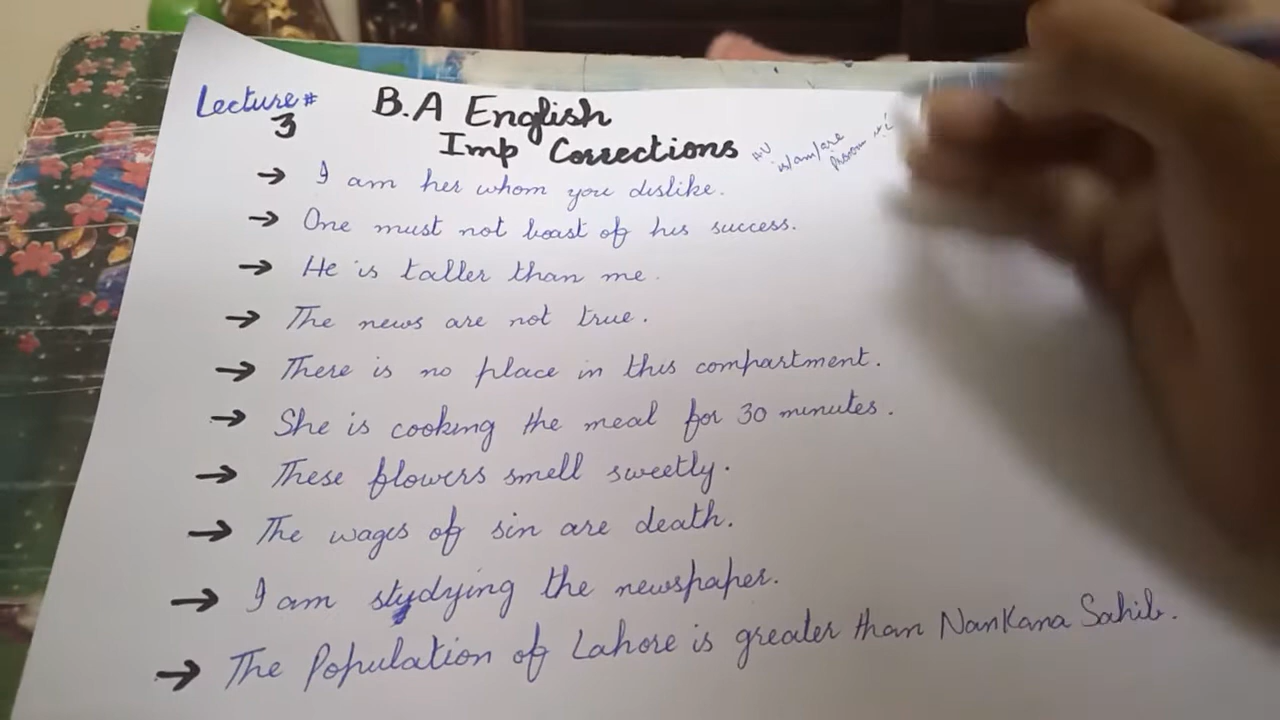 Lecture # 3
B.A English
Imp Corrections
is/am/are
→ I am her whom you dislike.
→ One must not boast of his success.
→ He is taller than me.
→ The news are not true.
→ There is no place in this compartment.
→ She is cooking the meal for 30 minutes.
→ These flowers smell sweetly.
→ The wages of sin are death.
→ I am studying the newspaper.
→ The Population of Lahore is greater than Nankana Sahib.